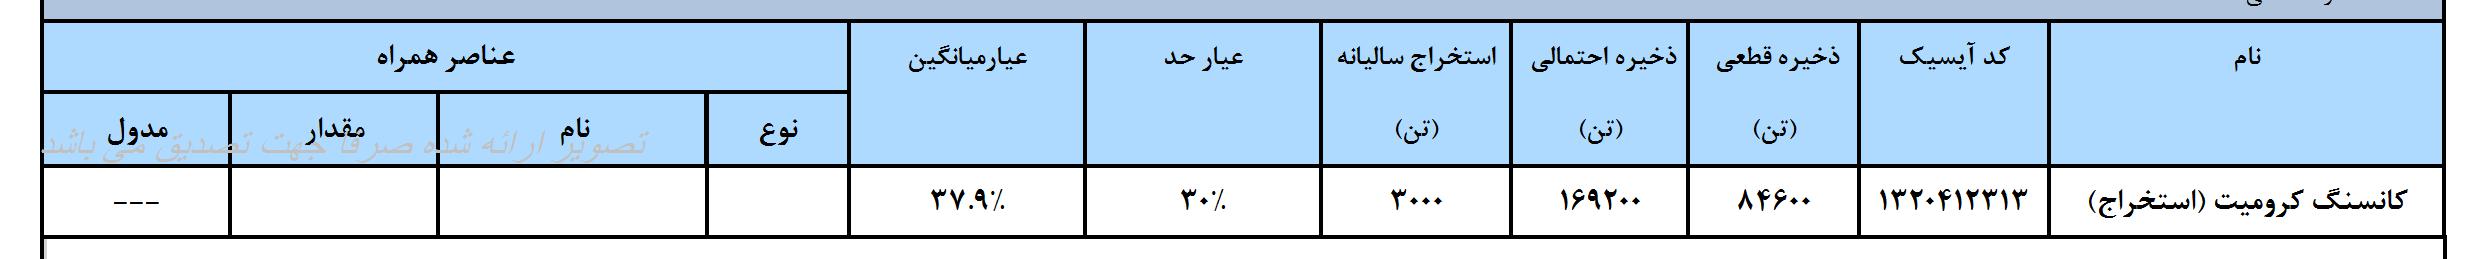 نام	کد آیسیک	ذخیره قطعی (تن)	ذخیره احتمالی (تن)	استخراج سالیانه (تن)	عیار حد	عیارمیانگین	عناصر همراه
نوع	نام	مقدار	مدول
تصویر ارائه شده صرفا جهت تصدیق می باشد
کانسنگ کرومیت (استخراج)	۱۳۲۰۴۱۲۳۱۳	۸۴۶۰۰	۱۶۹۲۰۰	۳۰۰۰	۳۰٪	۳۷.۹٪	---